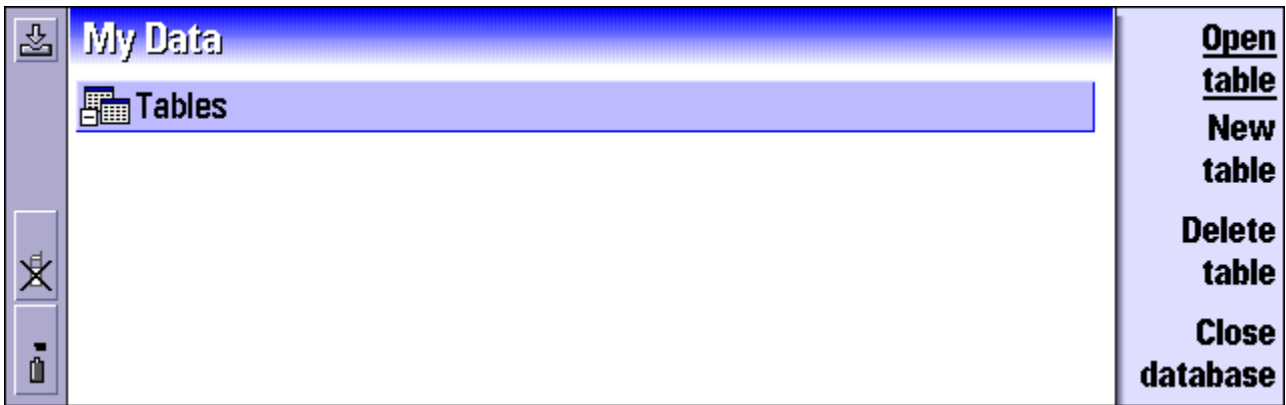 My Data
Tables
Open
table
New
table
Delete
table
Close
database